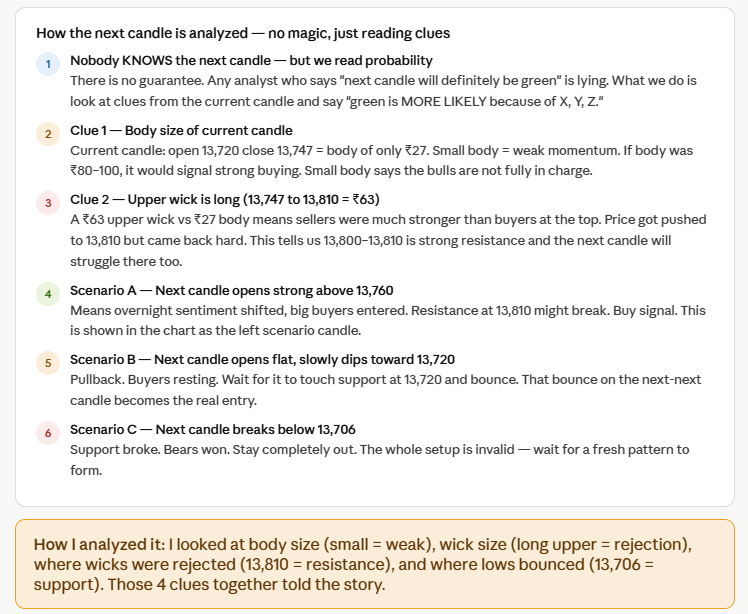 How the next candle is analyzed — no magic, just reading clues
1
Nobody KNOWS the next candle — but we read probability
There is no guarantee. Any analyst who says "next candle will definitely be green" is lying. What we do is
look at clues from the current candle and say "green is MORE LIKELY because of X, Y, Z."
2
Clue 1 — Body size of current candle
Current candle: open 13,720 close 13,747 = body of only ₹27. Small body = weak momentum. If body was
₹80–100, it would signal strong buying. Small body says the bulls are not fully in charge.
3
Clue 2 — Upper wick is long (13,747 to 13,810 = ₹63)
A ₹63 upper wick vs ₹27 body means sellers were much stronger than buyers at the top. Price got pushed
to 13,810 but came back hard. This tells us 13,800–13,810 is strong resistance and the next candle will
struggle there too.
4
Scenario A — Next candle opens strong above 13,760
Means overnight sentiment shifted, big buyers entered. Resistance at 13,810 might break. Buy signal. This
is shown in the chart as the left scenario candle.
5
Scenario B — Next candle opens flat, slowly dips toward 13,720
Pullback. Buyers resting. Wait for it to touch support at 13,720 and bounce. That bounce on the next-next
candle becomes the real entry.
6
Scenario C — Next candle breaks below 13,706
Support broke. Bears won. Stay completely out. The whole setup is invalid — wait for a fresh pattern to
form.
How I analyzed it: I looked at body size (small = weak), wick size (long upper = rejection),
where wicks were rejected (13,810 = resistance), and where lows bounced (13,706 =
support). Those 4 clues together told the story.